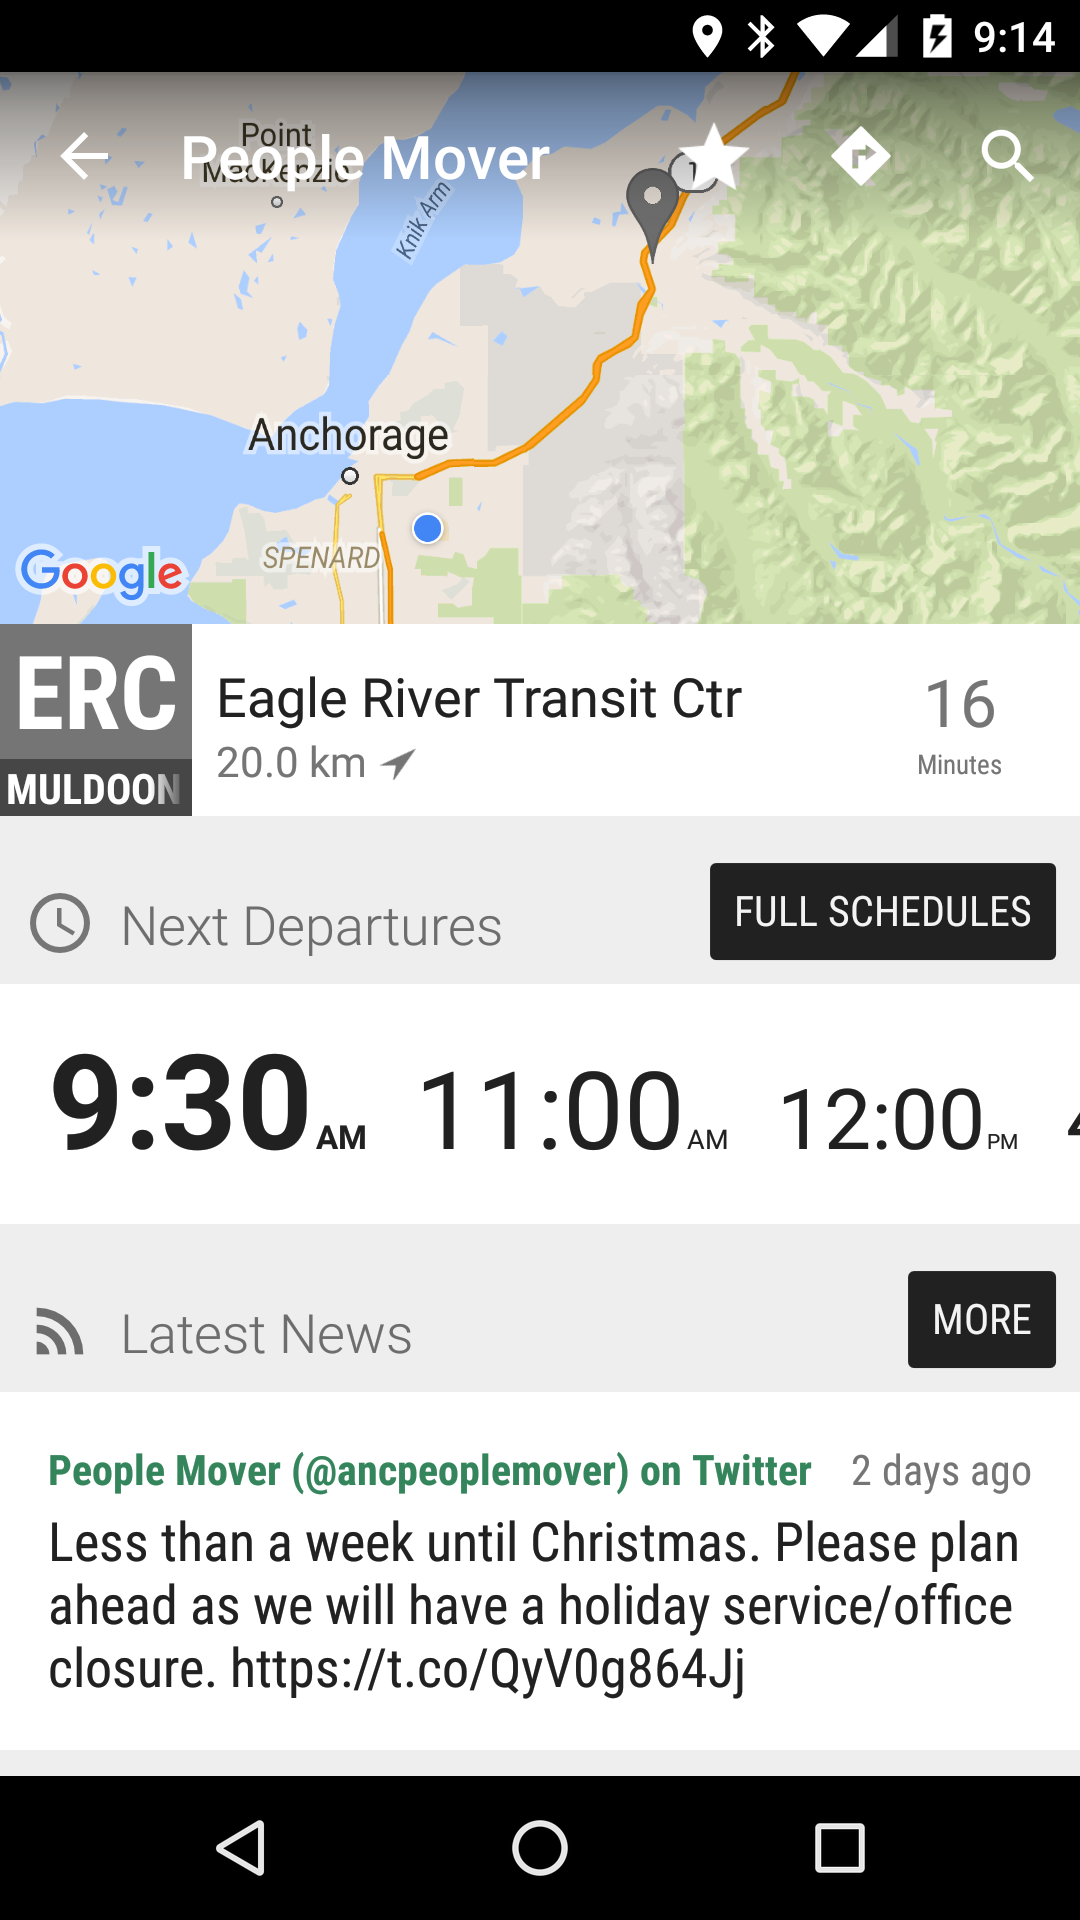 9:14
Point
MacKenzie
People Mover
Knik Arm
1
Anchorage
SPENARD
Google
ERC
MULDOON
Eagle River Transit Ctr
20.0 km
16
Minutes
Next Departures
FULL SCHEDULES
9:30 AM 11:00 AM 12:00 PM
Latest News
MORE
People Mover (@ancpeoplemover) on Twitter 2 days ago
Less than a week until Christmas. Please plan
ahead as we will have a holiday service/office
closure. https://t.co/QyV0g864Jj